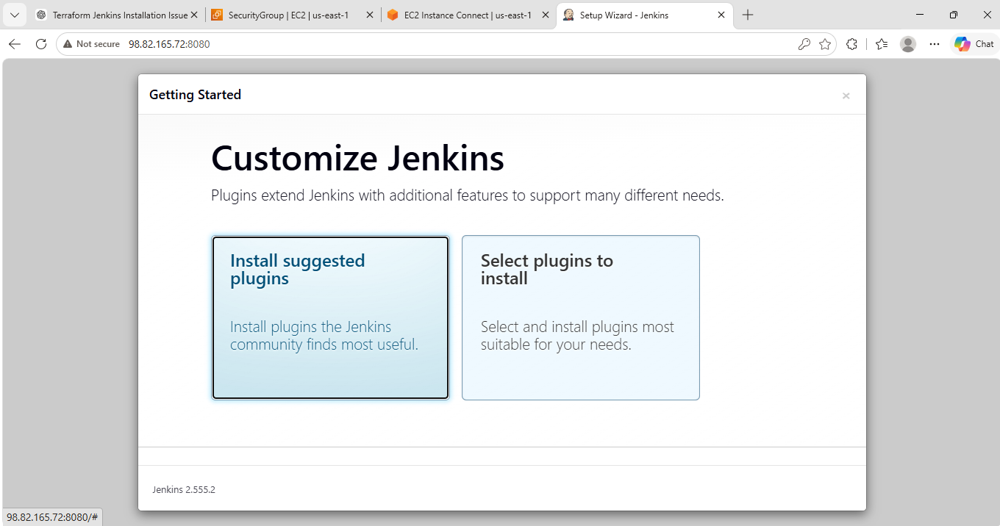 Terraform Jenkins Installation Issue
SecurityGroup | EC2 | us-east-1
EC2 Instance Connect | us-east-1
Setup Wizard - Jenkins
Not secure
98.82.165.72:8080
Chat
Getting Started
×
Customize Jenkins
Plugins extend Jenkins with additional features to support many different needs.
Install suggested
plugins
Install plugins the Jenkins
community finds most useful.
Select plugins to
install
Select and install plugins most
suitable for your needs.
Jenkins 2.555.2
98.82.165.72:8080/#